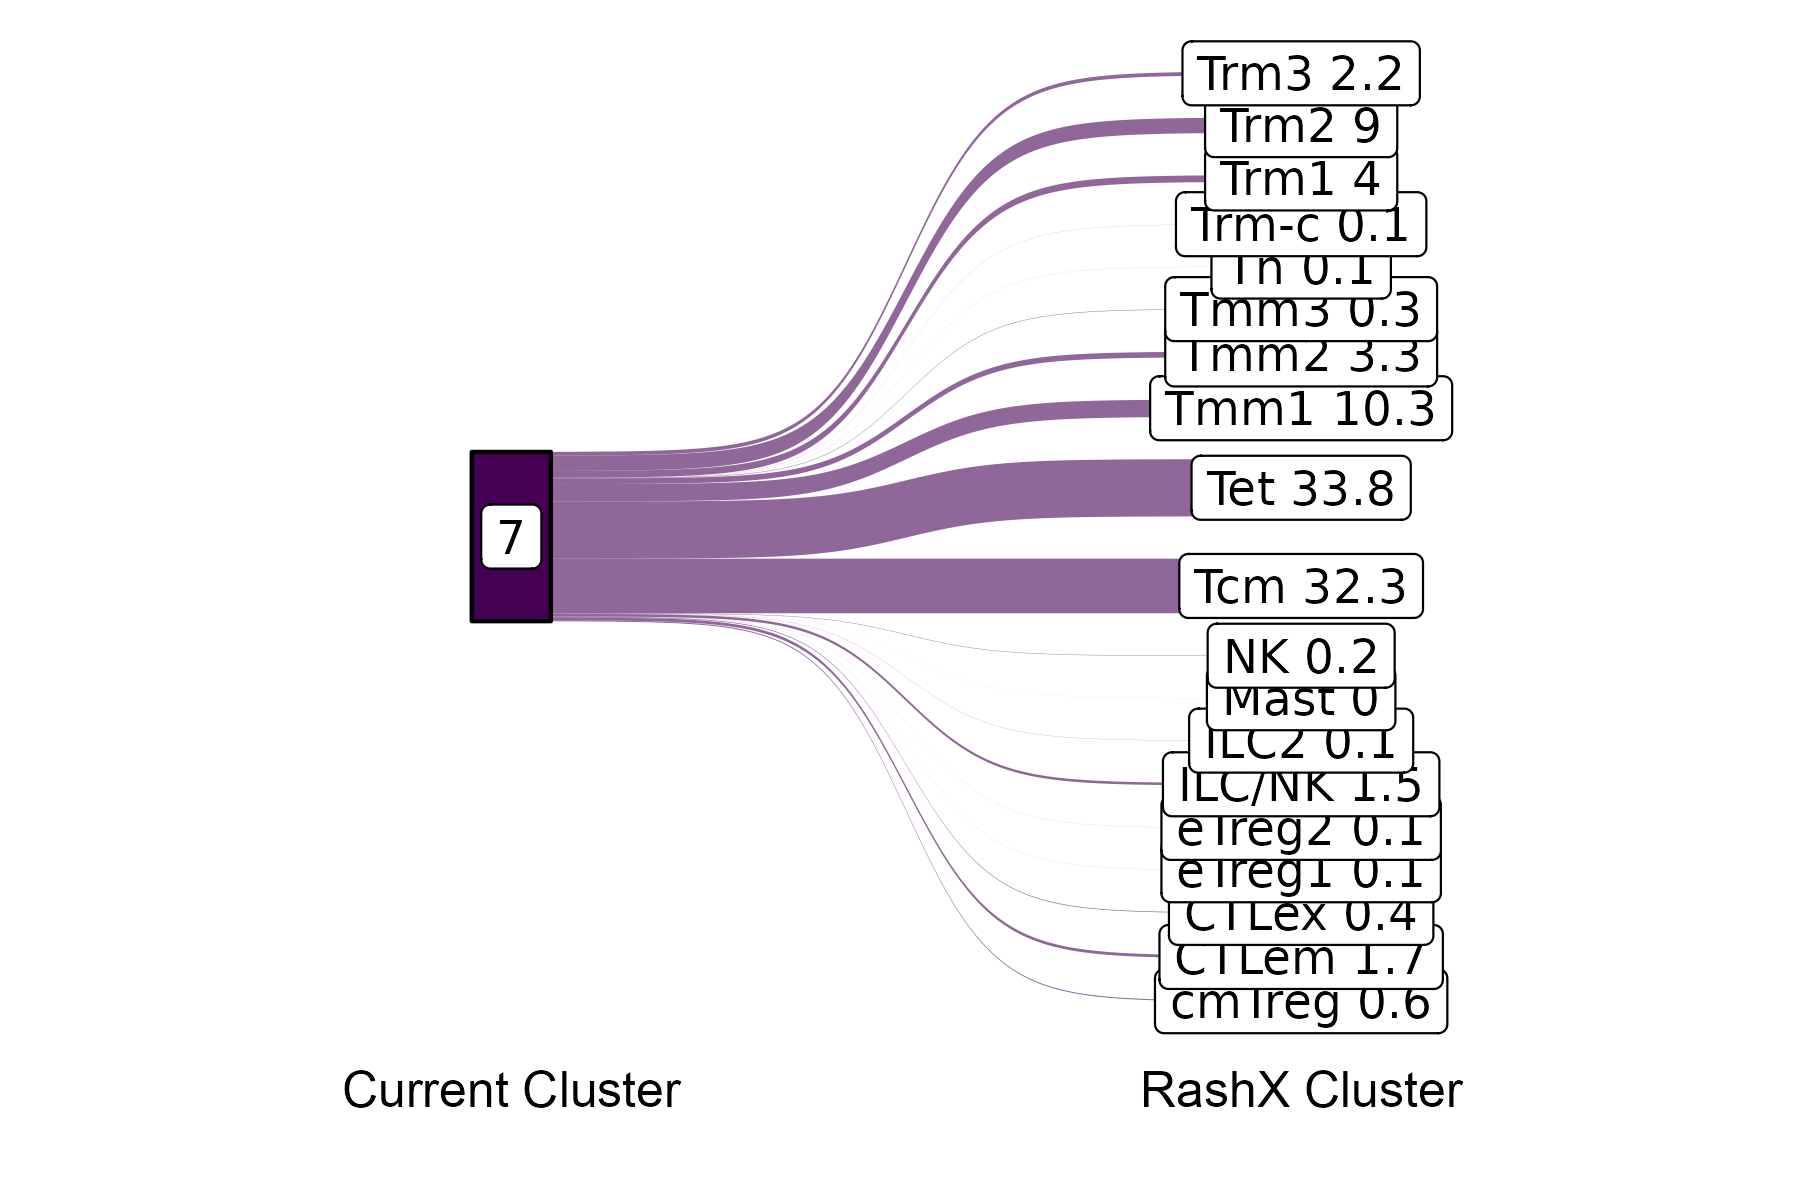 Trm3 2.2
Trm2 9
Trm1 4
Trm-c 0.1
Tn 0.1
Tmm3 0.3
Tmm2 3.3
Tmm1 10.3
Tet 33.8
7
Tcm 32.3
NK 0.2
Mast 0
ILC2 0.1
ILC/NK 1.5
eTreg2 0.1
eTreg1 0.1
CTLex 0.4
CTLem 1.7
cmTreg 0.6
Current Cluster
RashX Cluster